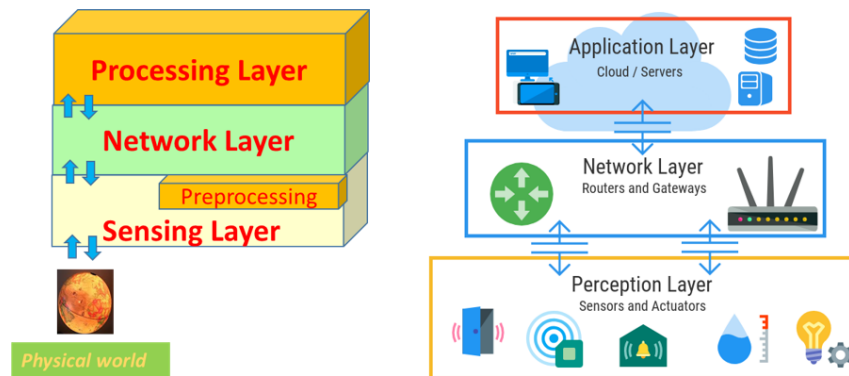 Processing Layer
Network Layer
Preprocessing
Sensing Layer
Physical world
Application Layer
Cloud / Servers
Network Layer
Routers and Gateways
Perception Layer
Sensors and Actuators